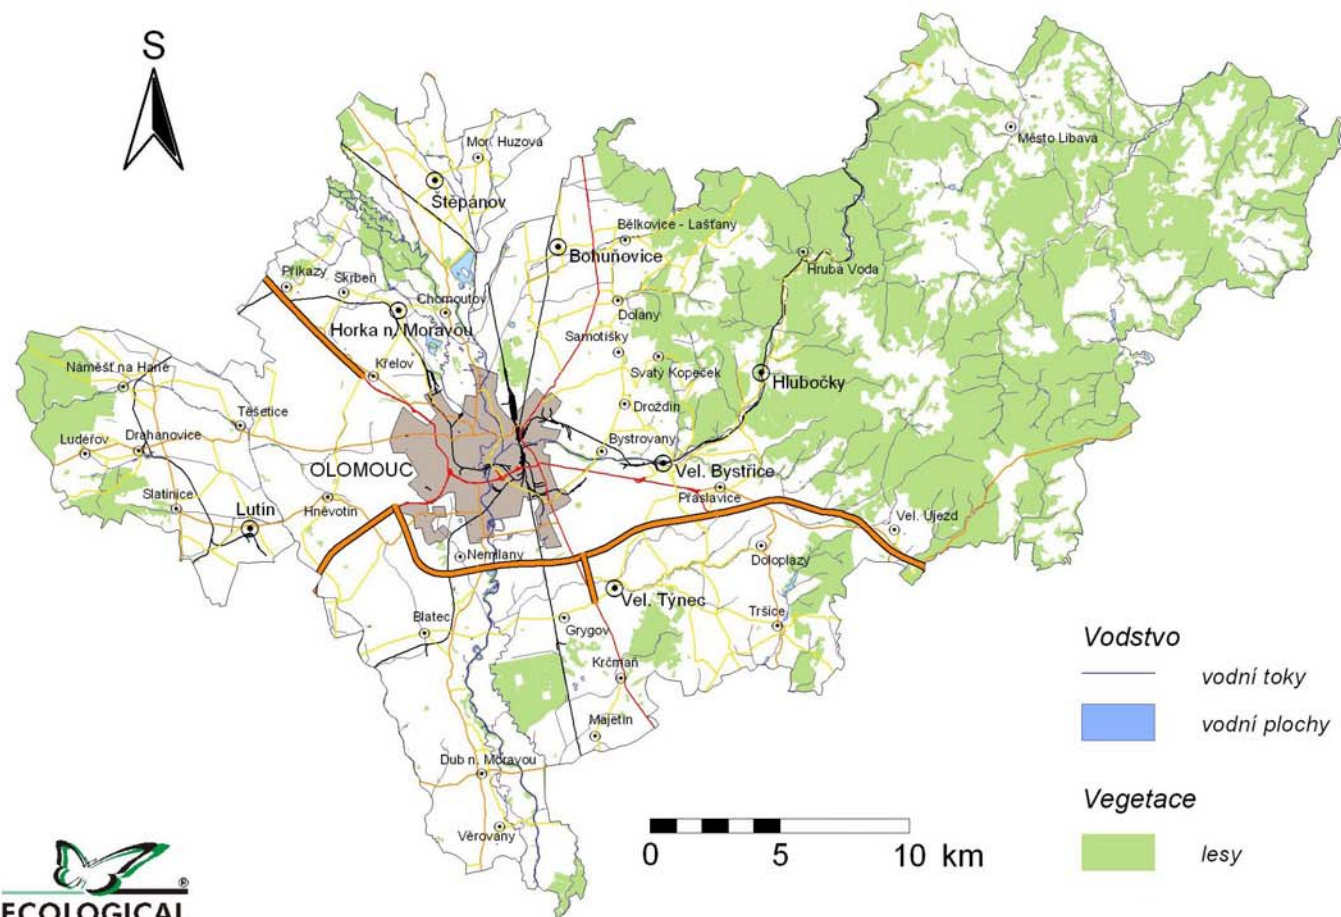 S
Město Libavá
Mor. Huzová
Štěpánov
Bělkovice - Lašťany
Bohuňovice
Hrubá Voda
Příkazy
Skrbeň
Chomoutov
Dolany
Horka n. Moravou
Samotišky
Křelov
Svatý Kopeček
Hlubočky
Náměšť na Hané
Droždín
Těšetice
Ludéřov
Drahanovice
Bystrovany
OLOMOUC
Vel. Bystřice
Přáslavice
Slatinice
Hněvotín
Lutín
Vel. Újezd
Nemilany
Doloplazy
Vel. Týnec
Blatec
Grygov
Tršice
Krčmaň
Majetín
Dub n. Moravou
Věrovany
0 5 10 km
Vodstvo
vodní toky
vodní plochy
Vegetace
lesy
®
ECOLOGICAL